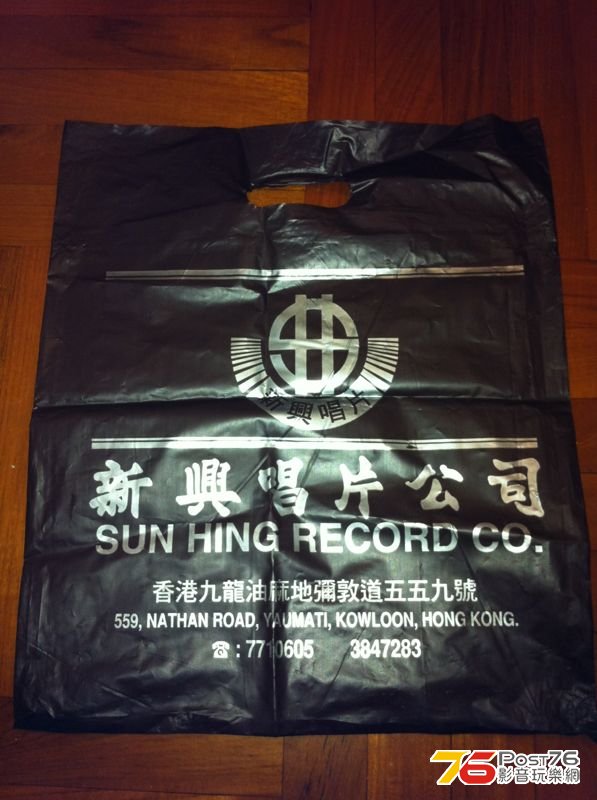 新興唱片
新興唱片公司
SUN HING RECORD CO.
香港九龍油麻地彌敦道五五九號
559, NATHAN ROAD, YAUMATI, KOWLOON, HONG KONG.
☎ : 7710605 3847283
76 POST76
影音玩樂網